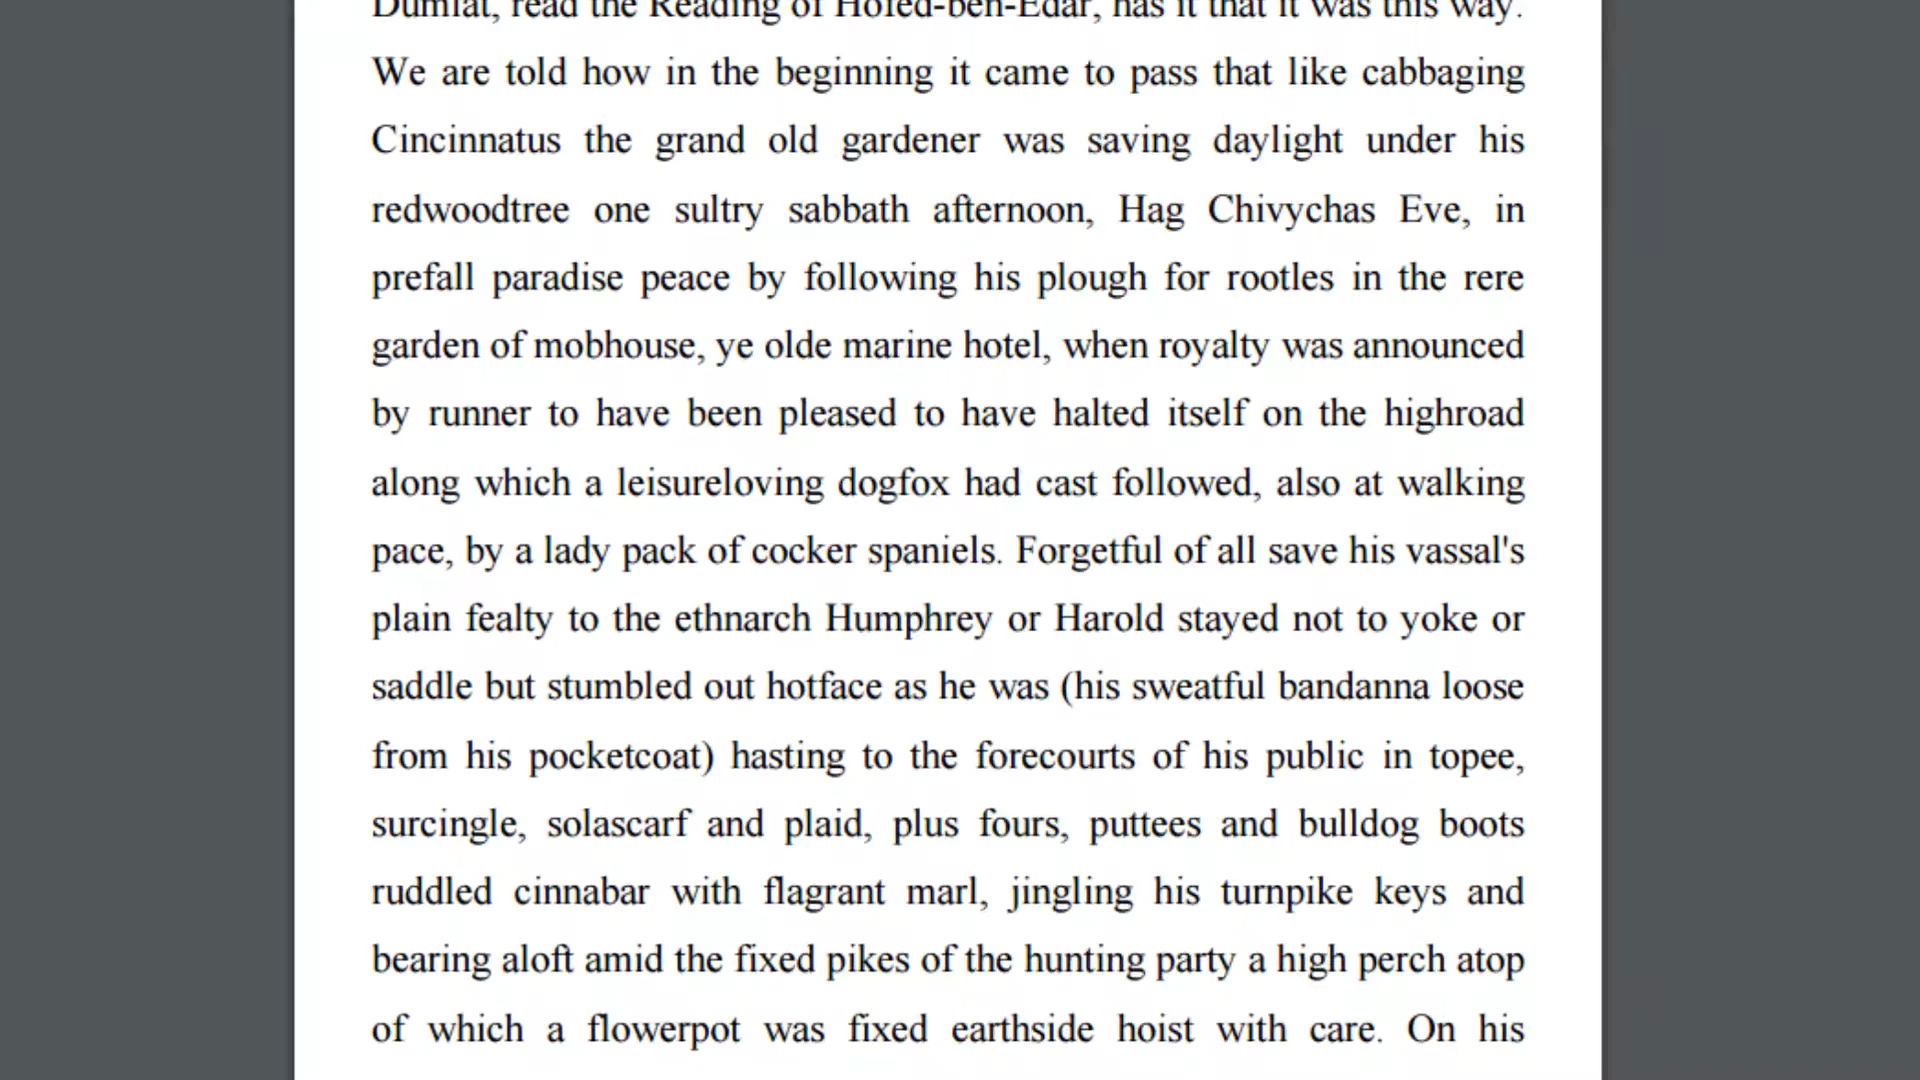 Dumlat, read the Reading of Hofed-ben-Edar, has it that it was this way.
We are told how in the beginning it came to pass that like cabbaging
Cincinnatus the grand old gardener was saving daylight under his
redwoodtree one sultry sabbath afternoon, Hag Chivychas Eve, in
prefall paradise peace by following his plough for rootles in the rere
garden of mobhouse, ye olde marine hotel, when royalty was announced
by runner to have been pleased to have halted itself on the highroad
along which a leisureloving dogfox had cast followed, also at walking
pace, by a lady pack of cocker spaniels. Forgetful of all save his vassal's
plain fealty to the ethnarch Humphrey or Harold stayed not to yoke or
saddle but stumbled out hotface as he was (his sweatful bandanna loose
from his pocketcoat) hasting to the forecourts of his public in topee,
surcingle, solascarf and plaid, plus fours, puttees and bulldog boots
ruddled cinnabar with flagrant marl, jingling his turnpike keys and
bearing aloft amid the fixed pikes of the hunting party a high perch atop
of which a flowerpot was fixed earthside hoist with care. On his